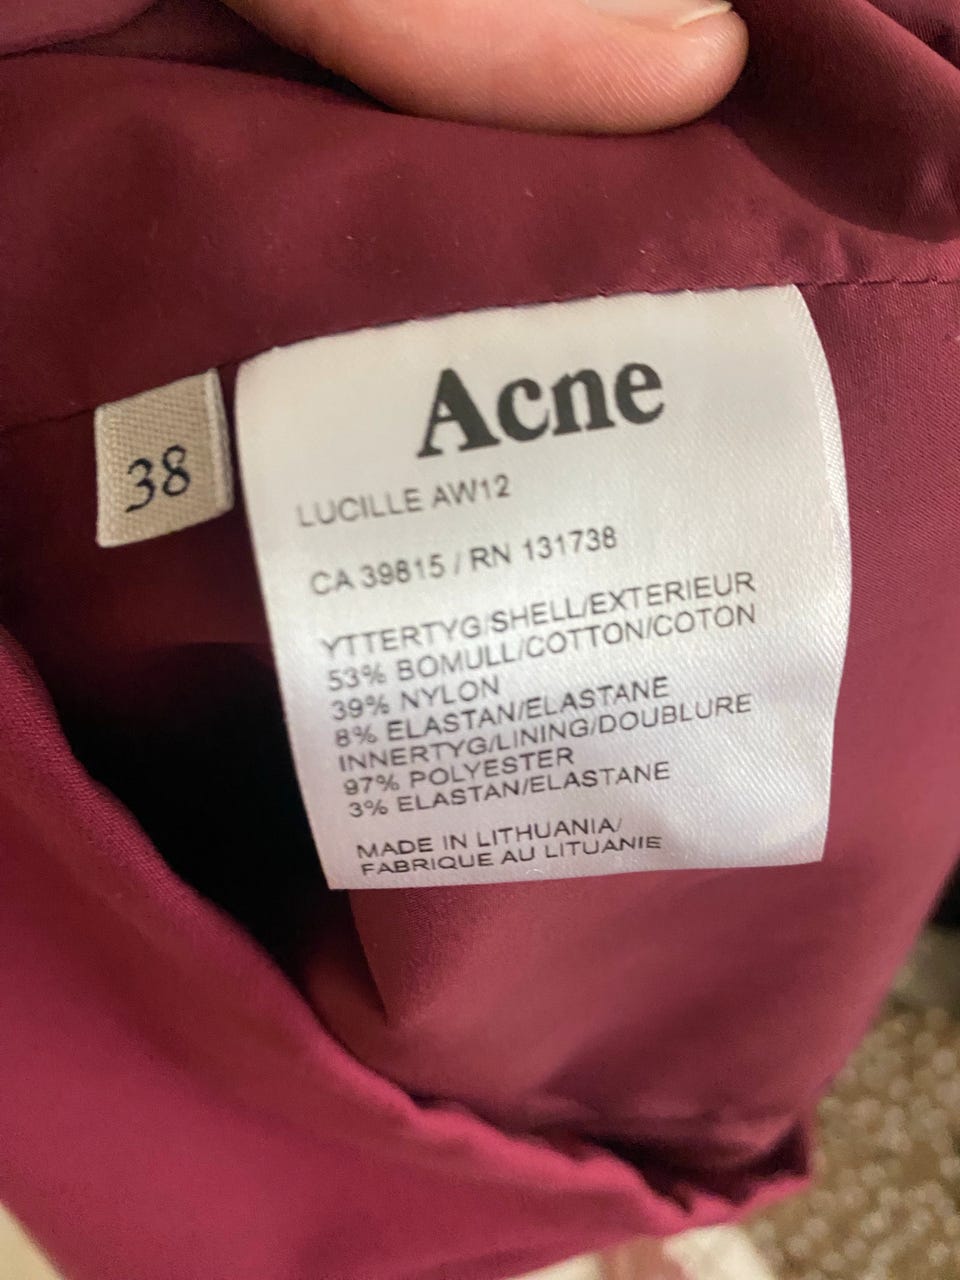 38
Acne
LUCILLE AW12
CA 39815 / RN 131738
YTTERTYG/SHELL/EXTERIEUR
53% BOMULL/COTTON/COTON
39% NYLON
8% ELASTAN/ELASTANE
INNERTYG/LINING/DOUBLURE
97% POLYESTER
3% ELASTAN/ELASTANE
MADE IN LITHUANIA/
FABRIQUE AU LITUANIE